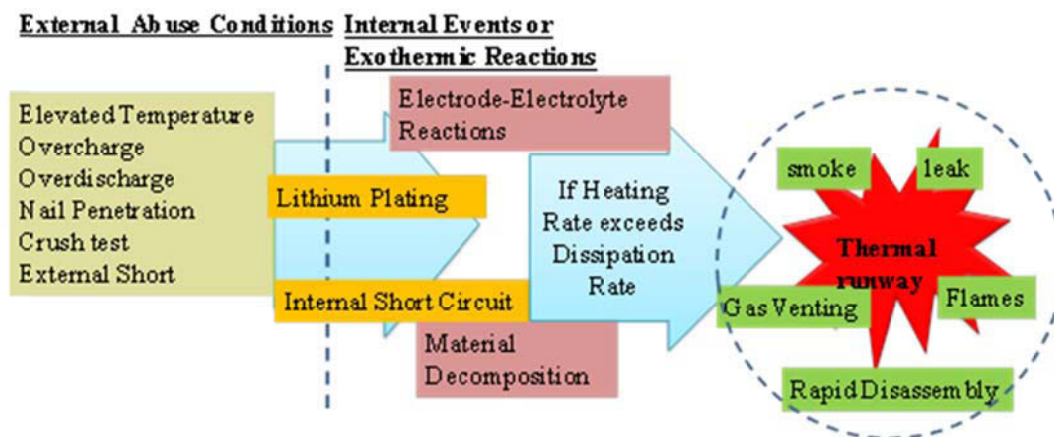 External Abuse Conditions
Internal Events or
Exothermic Reactions
Elevated Temperature
Overcharge
Overdischarge
Nail Penetration
Crush test
External Short
Lithium Plating
Internal Short Circuit
Electrode-Electrolyte
Reactions
Material
Decomposition
If Heating
Rate exceeds
Dissipation
Rate
smoke
leak
Thermal
runway
Gas Venting
Flames
Rapid Disassembly